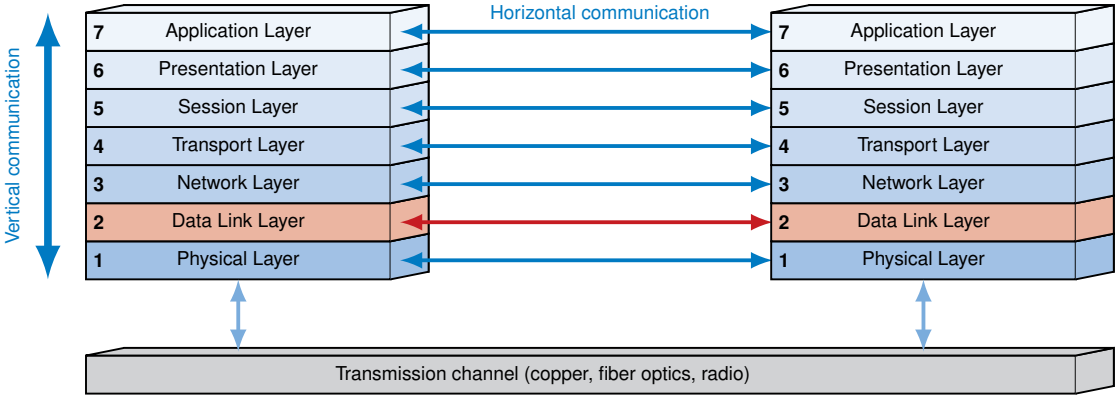 Horizontal communication
Vertical communication
7 Application Layer
6 Presentation Layer
5 Session Layer
4 Transport Layer
3 Network Layer
2 Data Link Layer
1 Physical Layer
7 Application Layer
6 Presentation Layer
5 Session Layer
4 Transport Layer
3 Network Layer
2 Data Link Layer
1 Physical Layer
Transmission channel (copper, fiber optics, radio)